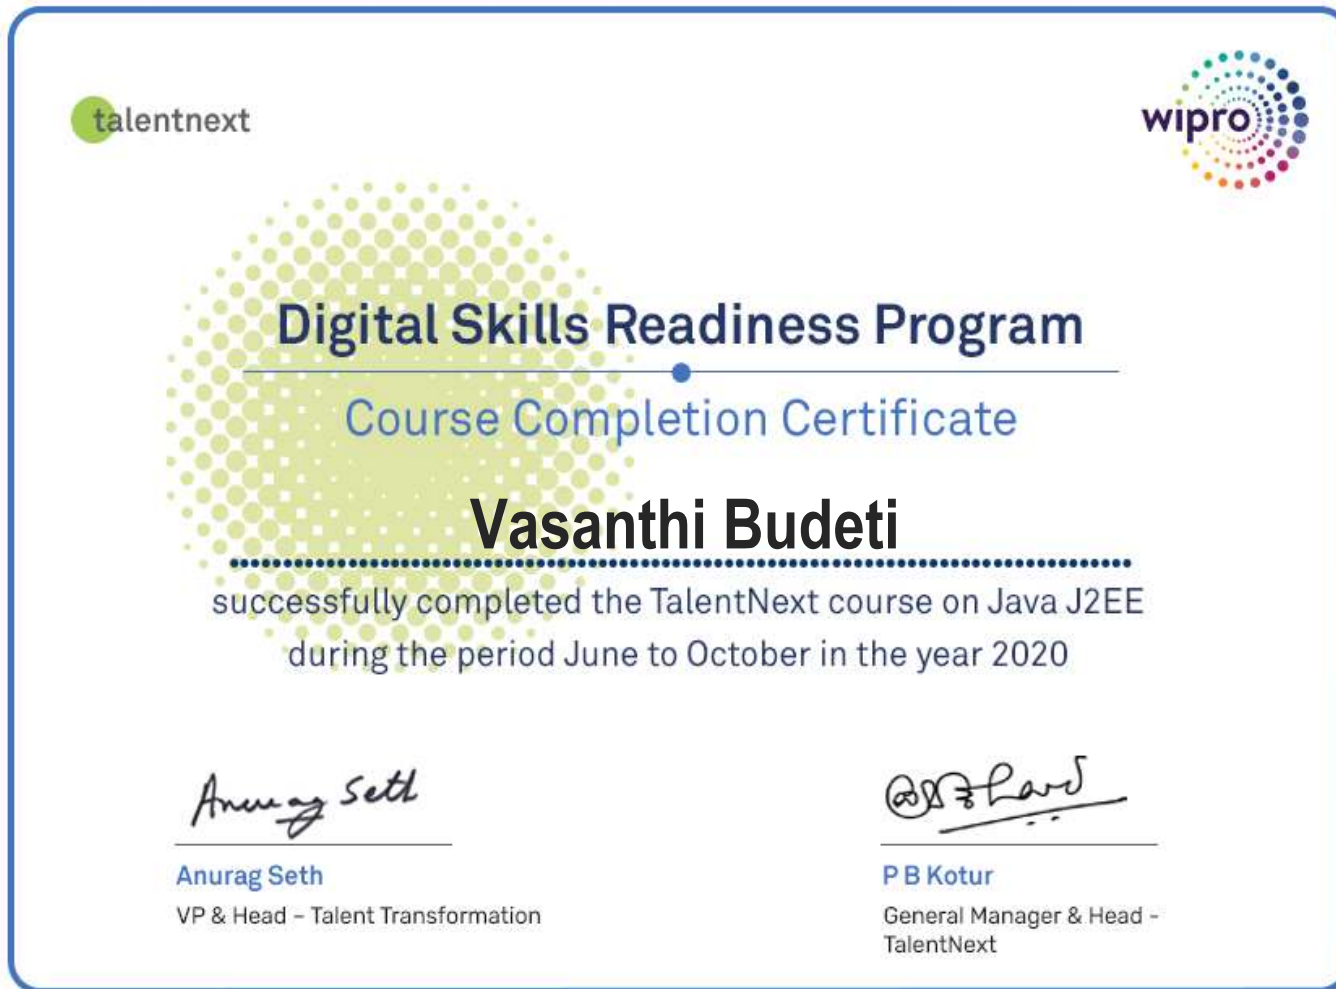 talentnext
wipro
Digital Skills Readiness Program
Course Completion Certificate
Vasanthi Budeti
successfully completed the TalentNext course on Java J2EE
during the period June to October in the year 2020
Anurag Seth
Anurag Seth
P B Kotur
VP & Head – Talent Transformation
General Manager & Head -
TalentNext